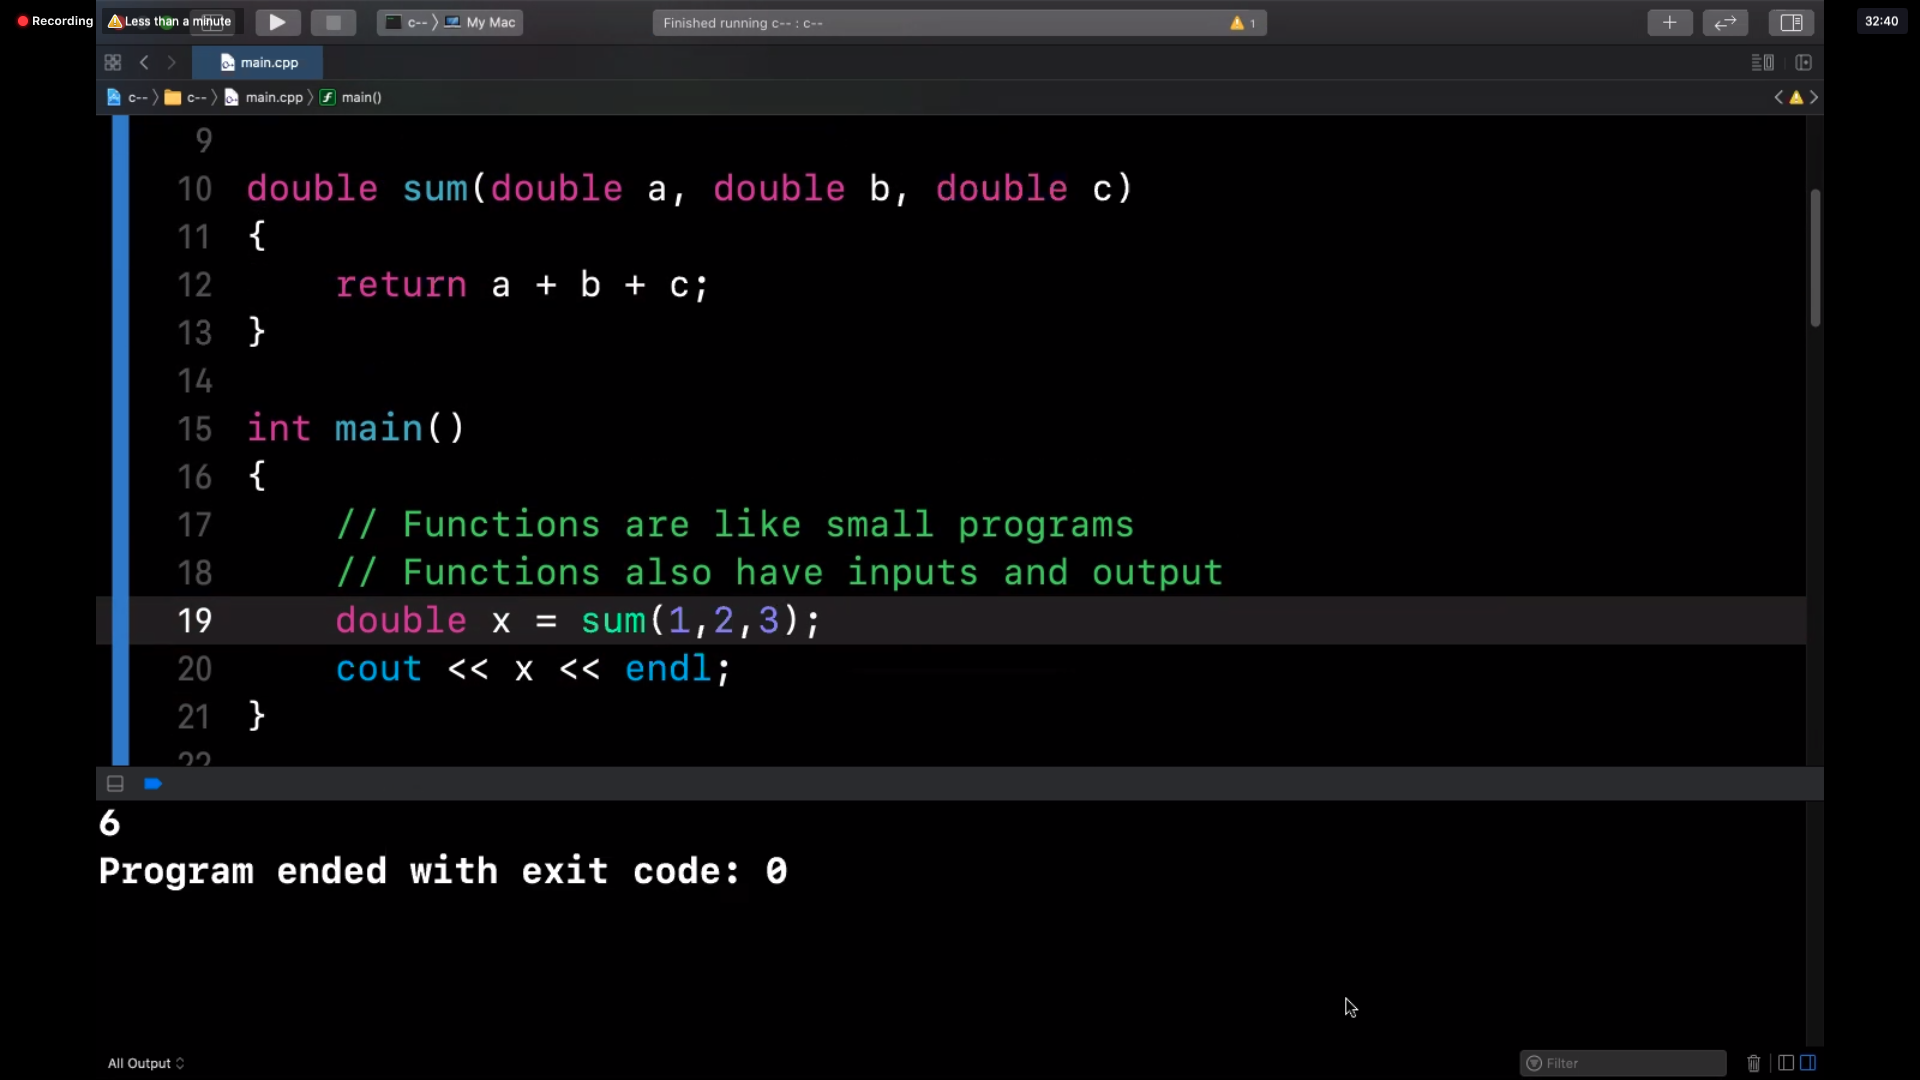 Recording
Less than a minute
c-- 〉 My Mac
Finished running c-- : c--
1
32:40
main.cpp
c-- 〉 c-- 〉 main.cpp 〉 main()
9
10 double sum(double a, double b, double c)
11 {
12     return a + b + c;
13 }
14
15 int main()
16 {
17     // Functions are like small programs
18     // Functions also have inputs and output
19     double x = sum(1,2,3);
20     cout << x << endl;
21 }
22
6
Program ended with exit code: 0
All Output
Filter